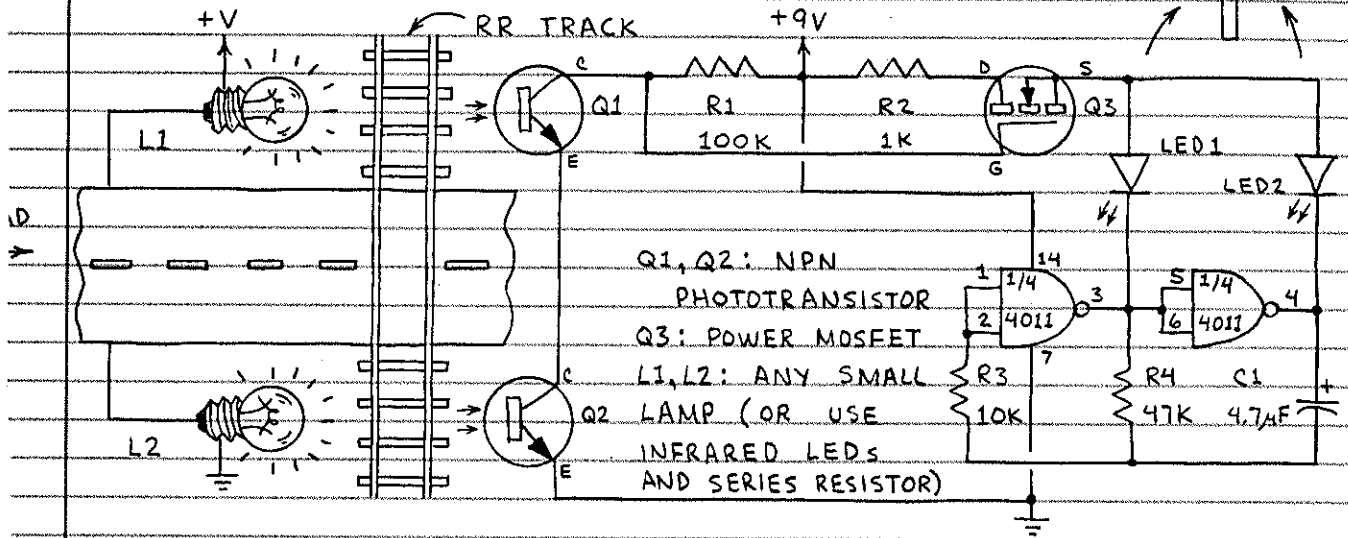 +V
RR TRACK
+9V
C
Q1
R1
100K
R2
1K
D
S
Q3
G
E
L1
LED1
LED2
Q1, Q2: NPN
PHOTOTRANSISTOR
Q3: POWER MOSFET
L1, L2: ANY SMALL
LAMP (OR USE
INFRARED LEDs
AND SERIES RESISTOR)
1
2
1/4
4011
14
3
7
5
6
1/4
4011
4
R3
10K
R4
47K
C1
4.7µF
+
C
Q2
E
L2